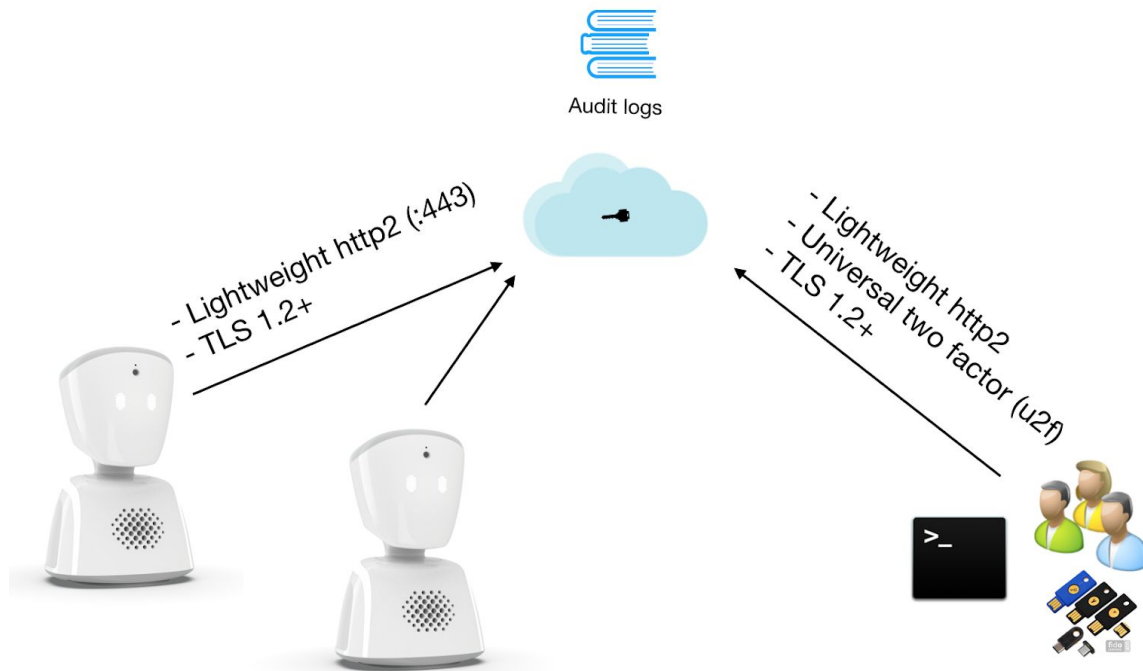 Audit logs
- Lightweight http2 (:443)
- TLS 1.2+
- Lightweight http2
- Universal two factor (u2f)
- TLS 1.2+
>_